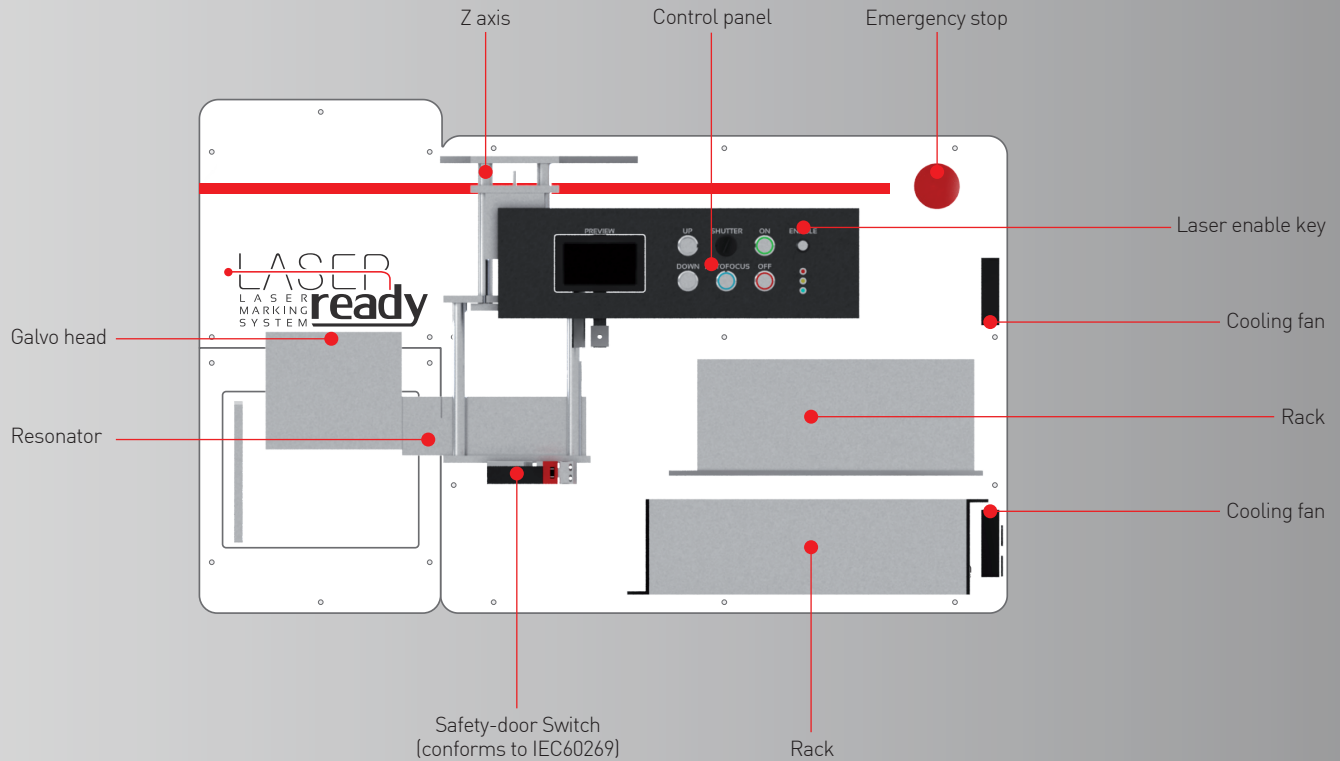 Z axis
Control panel
Emergency stop
Laser enable key
PREVIEW
UP
SHUTTER
ON
DOWN
OFF
LASER
LASER
MARKING
SYSTEM
ready
Galvo head
Cooling fan
Resonator
Rack
Cooling fan
Safety-door Switch
(conforms to IEC60269)
Rack